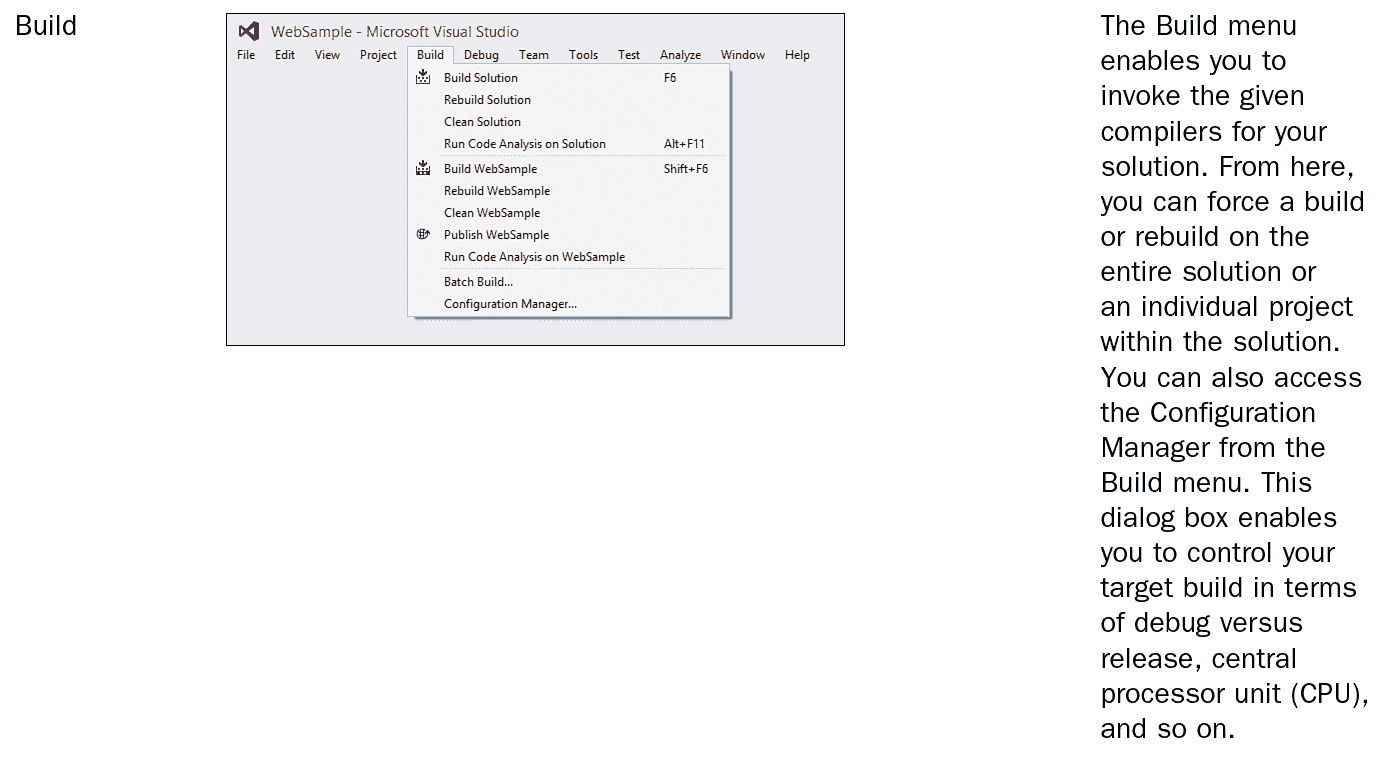 Build
WebSample - Microsoft Visual Studio
File Edit View Project Build Debug Team Tools Test Analyze Window Help
Build Solution F6
Rebuild Solution
Clean Solution
Run Code Analysis on Solution Alt+F11
Build WebSample Shift+F6
Rebuild WebSample
Clean WebSample
Publish WebSample
Run Code Analysis on WebSample
Batch Build...
Configuration Manager...
The Build menu
enables you to
invoke the given
compilers for your
solution. From here,
you can force a build
or rebuild on the
entire solution or
an individual project
within the solution.
You can also access
the Configuration
Manager from the
Build menu. This
dialog box enables
you to control your
target build in terms
of debug versus
release, central
processor unit (CPU),
and so on.